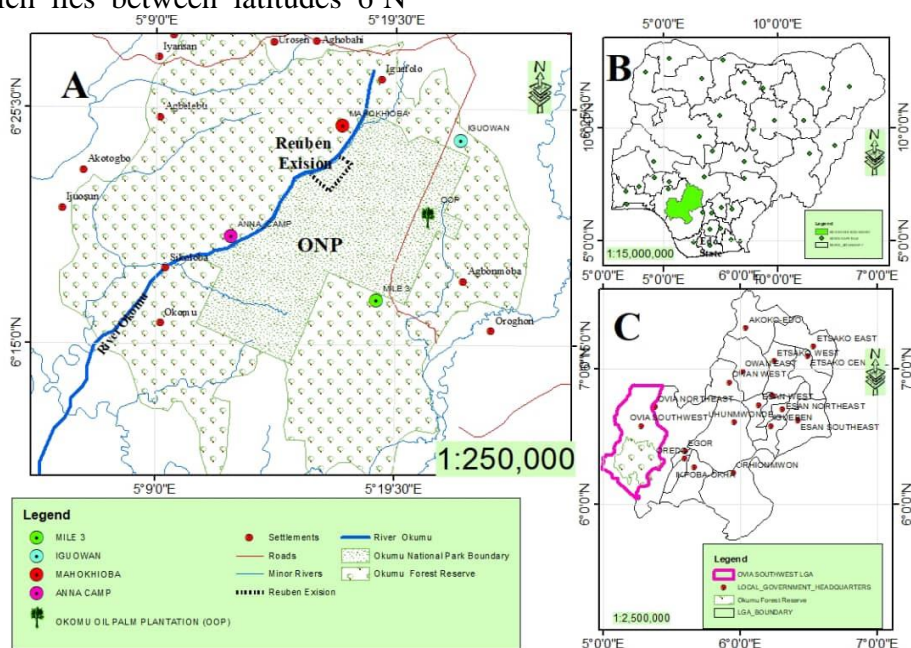 ch lies between latitudes 6°N
5°9'0"E 5°19'30"E
A
Iyansan
Urosen
Aghobahi
Iguifolo
6°25'30"N
Agbelebu
MAHOKHIOBA
IGUOWAN
Reuben
Exision
Akotogbo
Ijuosun
OOP
ANNA CAMP
ONP
Sikoloba
Agbonmoba
MILE 3
Okomu
Oroghon
River Okomu
6°15'0"N
N
1:250,000
5°9'0"E 5°19'30"E
Legend
MILE 3
IGUOWAN
MAHOKHIOBA
ANNA CAMP
OKOMU OIL PALM PLANTATION (OOP)
Settlements
Roads
Minor Rivers
Reuben Exision
River Okumu
Okumu National Park Boundary
Okumu Forest Reserve
5°0'0"E 10°0'0"E
B
N
10°0'0"N
5°0'0"N
Edo
State
Legend
1:15,000,000
5°0'0"E 6°0'0"E 7°0'0"E
C
N
AKOKO EDO
ETSAKO EAST
ETSAKO WEST
ETSAKO CEN
OWAN EAST
OWAN WEST
ESAN WEST
ESAN NORTHEAST
OVIA NORTHEAST
UHUNMWONDE
IGUEBEN
OVIA SOUTHWEST
ESAN SOUTHEAST
EGOR
OREDO
ORHIONMWON
IKPOBA-OKHA
7°0'0"N
6°0'0"N
Legend
OVIA SOUTHWEST LGA
LOCAL_GOVERNMENT_HEADQUARTERS
Okumu Forest Reserve
LGA_BOUNDARY
1:2,500,000
5°0'0"E 6°0'0"E 7°0'0"E